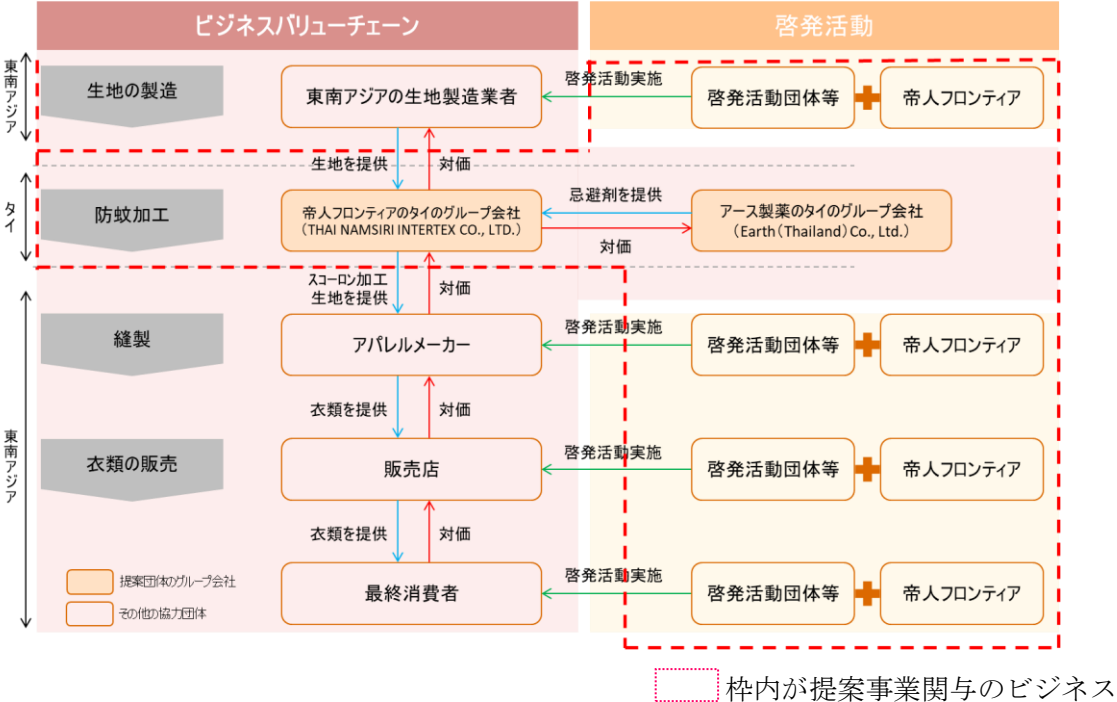 ビジネスバリューチェーン
啓発活動
東南アジア
生地の製造
東南アジアの生地製造業者
啓発活動実施
啓発活動団体等
帝人フロンティア
生地を提供
対価
タイ
防蚊加工
帝人フロンティアのタイのグループ会社
（THAI NAMSIRI INTERTEX CO., LTD.）
忌避剤を提供
対価
アース製薬のタイのグループ会社
（Earth（Thailand）Co., Ltd.）
スコーロン加工
生地を提供
対価
東南アジア
縫製
アパレルメーカー
啓発活動実施
啓発活動団体等
帝人フロンティア
衣類を提供
対価
衣類の販売
販売店
啓発活動実施
啓発活動団体等
帝人フロンティア
衣類を提供
対価
最終消費者
啓発活動実施
啓発活動団体等
帝人フロンティア
提案団体のグループ会社
その他の協力団体
枠内が提案事業関与のビジネス